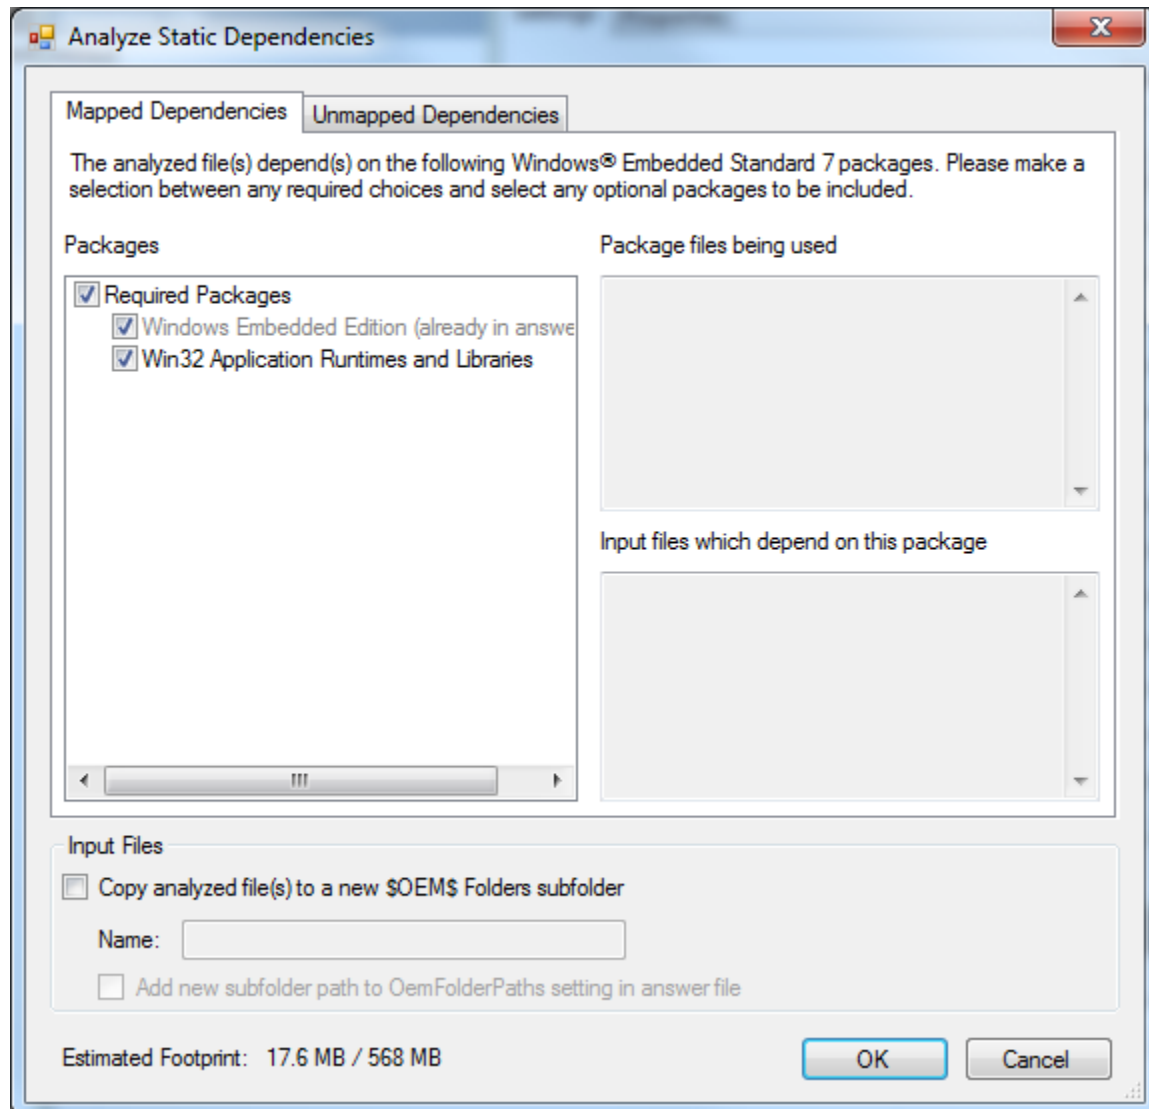 Analyze Static Dependencies
Mapped Dependencies
Unmapped Dependencies
The analyzed file(s) depend(s) on the following Windows® Embedded Standard 7 packages. Please make a
selection between any required choices and select any optional packages to be included.
Packages
Package files being used
Required Packages
Windows Embedded Edition (already in answe
Win32 Application Runtimes and Libraries
Input files which depend on this package
Input Files
Copy analyzed file(s) to a new $OEM$ Folders subfolder
Name:
Add new subfolder path to OemFolderPaths setting in answer file
Estimated Footprint: 17.6 MB / 568 MB
OK
Cancel